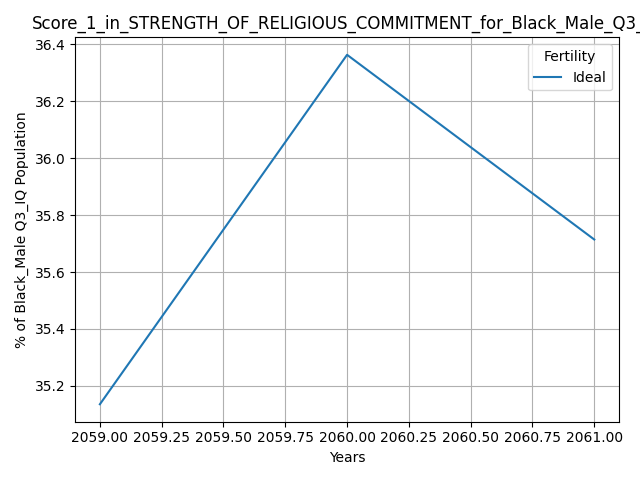 Score_1_in_STRENGTH_OF_RELIGIOUS_COMMITMENT_for_Black_Male_Q3_
Fertility
Ideal
% of Black_Male Q3_IQ Population
36.4
36.2
36.0
35.8
35.6
35.4
35.2
2059.00 2059.25 2059.50 2059.75 2060.00 2060.25 2060.50 2060.75 2061.00
Years